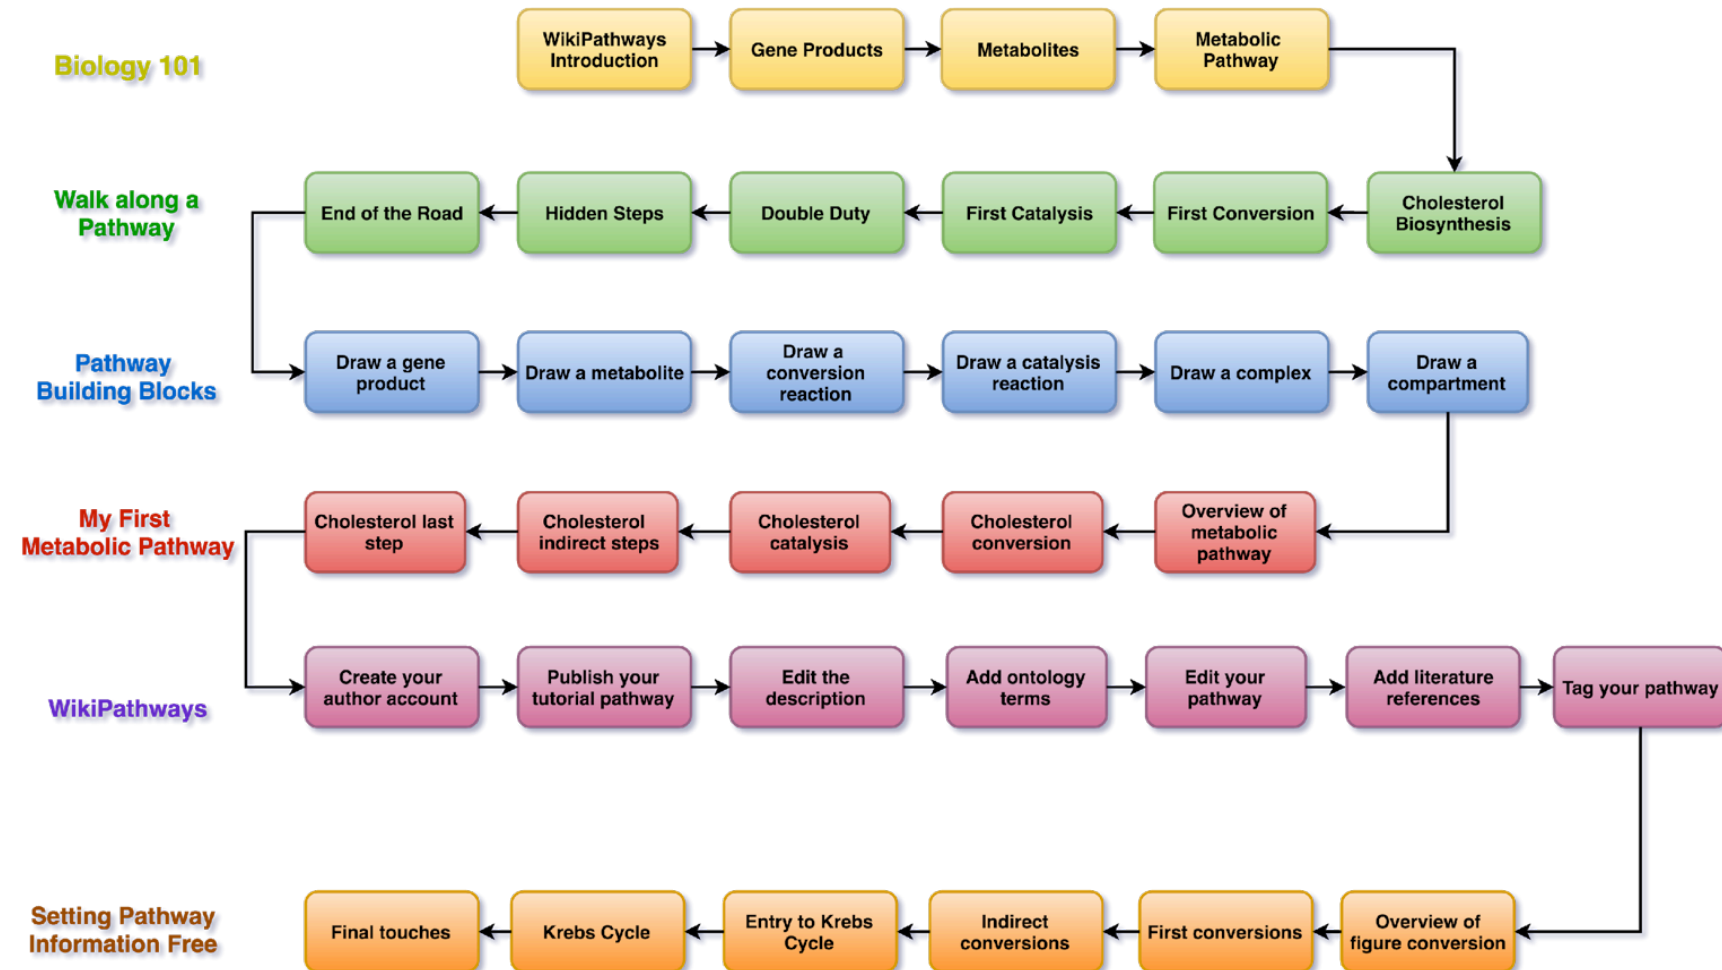 Biology 101
WikiPathways
Introduction
Gene Products
Metabolites
Metabolic
Pathway
Walk along a
Pathway
End of the Road
Hidden Steps
Double Duty
First Catalysis
First Conversion
Cholesterol
Biosynthesis
Pathway
Building Blocks
Draw a gene
product
Draw a metabolite
Draw a
conversion
reaction
Draw a catalysis
reaction
Draw a complex
Draw a
compartment
My First
Metabolic Pathway
Cholesterol last
step
Cholesterol
indirect steps
Cholesterol
catalysis
Cholesterol
conversion
Overview of
metabolic
pathway
WikiPathways
Create your
author account
Publish your
tutorial pathway
Edit the
description
Add ontology
terms
Edit your
pathway
Add literature
references
Tag your pathway
Setting Pathway
Information Free
Final touches
Krebs Cycle
Entry to Krebs
Cycle
Indirect
conversions
First conversions
Overview of
figure conversion